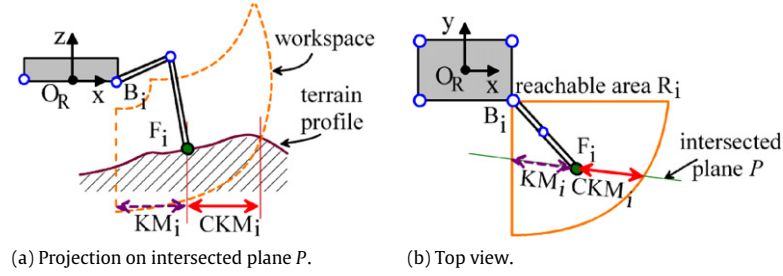 z
workspace
O_R
x
B_i
terrain
profile
F_i
KM_i
CKM_i
(a) Projection on intersected plane P.
y
O_R
x
reachable area R_i
B_i
F_i
intersected
plane P
KM_i
CKM_i
(b) Top view.